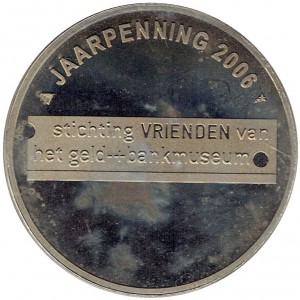 JAARPENNING 2006
stichting VRIENDEN van
het geld-+bankmuseum